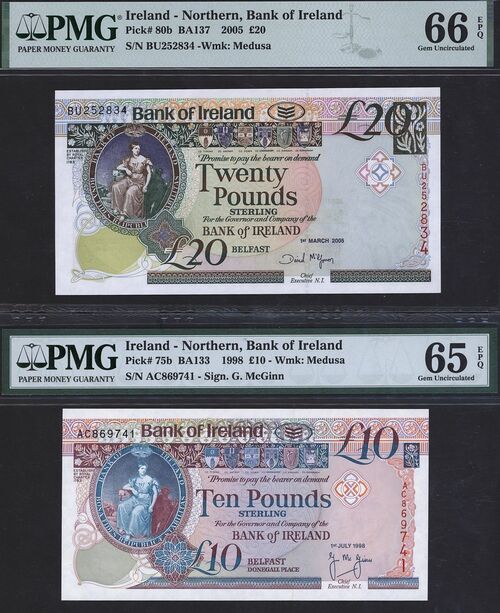 PMG®
PAPER MONEY GUARANTY
Ireland - Northern, Bank of Ireland
Pick# 80b BA137 2005 £20
S/N BU252834 -Wmk: Medusa
66 EPQ
Gem Uncirculated
BU252834
Bank of Ireland
£20
I Promise to pay the bearer on demand
Twenty
Pounds
STERLING
For the Governor and Company of the
BANK OF IRELAND
£20
BELFAST
1ST MARCH 2005
Chief
Executive N.I.
BU252834
PMG
PAPER MONEY GUARANTY
Ireland - Northern, Bank of Ireland
Pick# 75b BA133 1998 £10 - Wmk: Medusa
S/N AC869741 - Sign. G. McGinn
65 EPQ
Gem Uncirculated
AC869741
Bank of Ireland
£10
I Promise to pay the bearer on demand
Ten Pounds
STERLING
For the Governor and Company of the
BANK OF IRELAND
£10
BELFAST
DONEGALL PLACE
1ST JULY 1998
Chief
Executive N.I.
AC869741